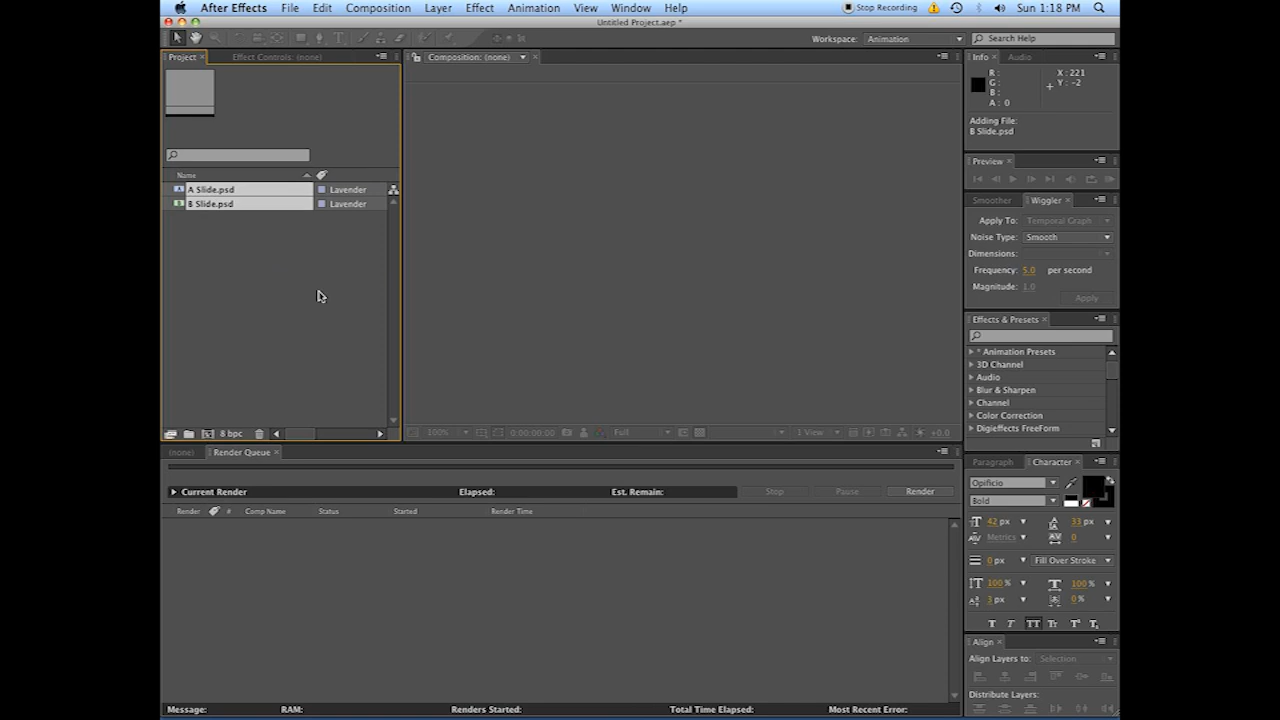 After Effects File Edit Composition Layer Effect Animation View Window Help Stop Recording Sun 1:18 PM
Untitled Project.aep *
Workspace: Animation Search Help
Project Effect Controls: (none) Composition: (none) Info Audio
R: X : 221
G: Y : -2
B:
A : 0
Adding File:
B Slide.psd
Preview
Name
A Slide.psd Lavender
B Slide.psd Lavender
Smoother Wiggler
Apply To: Temporal Graph
Noise Type: Smooth
Dimensions:
Frequency: 5.0 per second
Magnitude: 1.0
Apply
Effects & Presets
* Animation Presets
3D Channel
Audio
Blur & Sharpen
Channel
Color Correction
Digieffects FreeForm
8 bpc 100% 0:00:00:00 Full 1 View +0.0
(none) Render Queue
Current Render Elapsed: Est. Remain: Stop Pause Render
Render # Comp Name Status Started Render Time
Paragraph Character
Opificio
Bold
42 px 33 px
Metrics 0
0 px Fill Over Stroke
100 % 100 %
3 px 0 %
T T TT Tr T' T,
Align
Align Layers to: Selection
Distribute Layers:
Message: RAM: Renders Started: Total Time Elapsed: Most Recent Error: